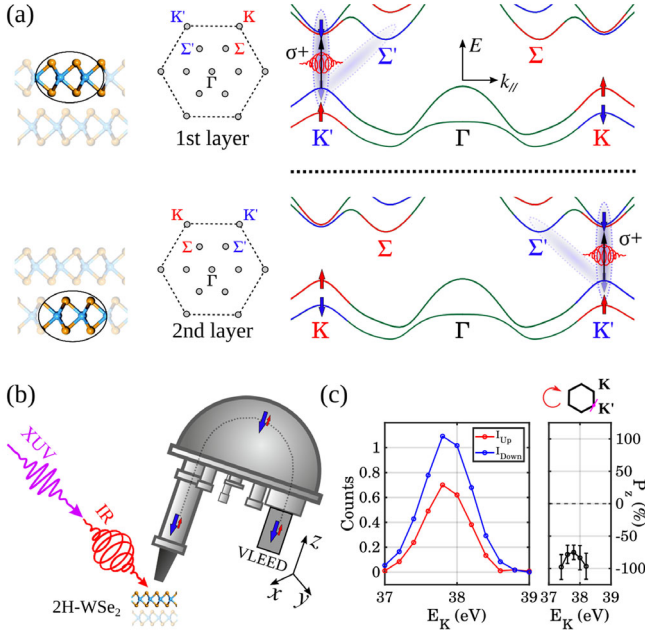 (a)
K' K
Σ' Σ
Γ
1st layer
σ+
Σ'
E
k//
Σ
K' Γ K
K K'
Σ Σ'
Γ
2nd layer
Σ
Σ'
σ+
K Γ K'
(b)
XUV
IR
VLEED
z
x
y
2H-WSe2
(c)
K
K'
IUp
IDown
Counts
1
0.8
0.6
0.4
0.2
0
37 38 39
EK (eV)
100
50
0
-50
-100
Pz (%)
37 38 39
EK (eV)